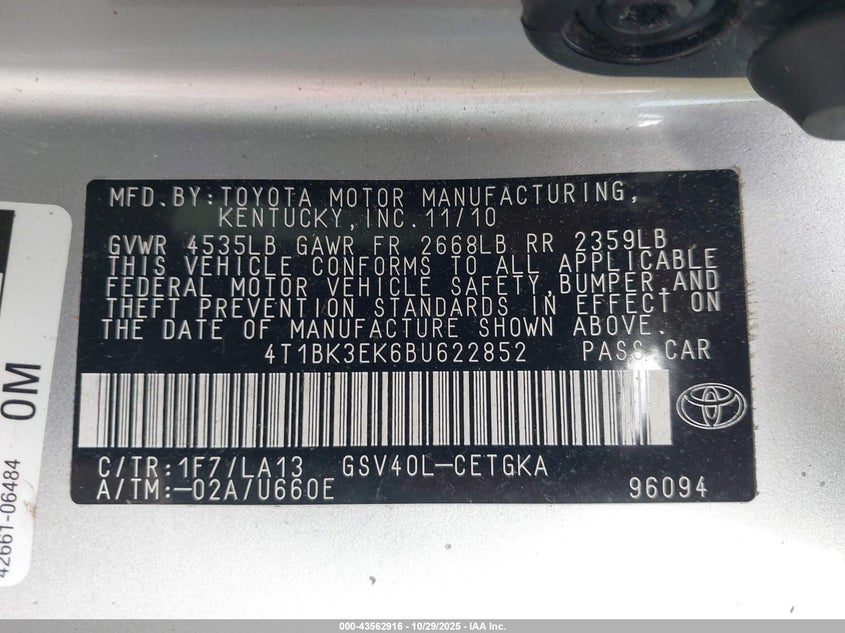 MFD.BY:TOYOTA MOTOR MANUFACTURING,
KENTUCKY,INC.11/10
GVWR 4535LB GAWR FR 2668LB RR 2359LB
THIS VEHICLE CONFORMS TO ALL APPLICABLE
FEDERAL MOTOR VEHICLE SAFETY,BUMPER,AND
THEFT PREVENTION STANDARDS IN EFFECT ON
THE DATE OF MANUFACTURE SHOWN ABOVE.
4T1BK3EK6BU622852 PASS.CAR
C/TR:1F7/LA13 GSV40L-CETGKA
A/TM:-02A/U660E 96094
0M
42661-06484
000-43562916 - 10/29/2025 - IAA Inc.